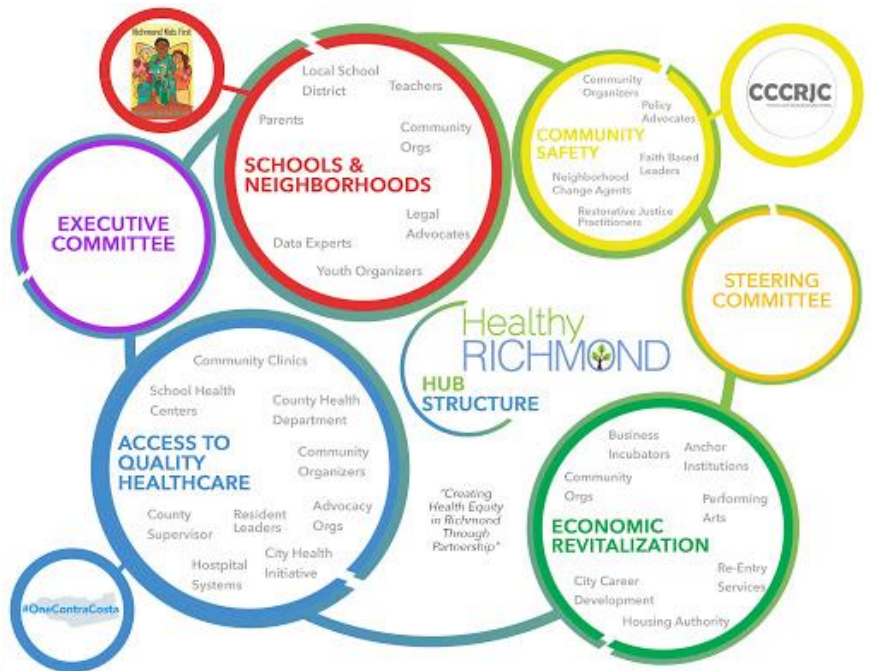 Richmond Kids First
Local School
District
Teachers
Parents
Community
Orgs
SCHOOLS &
NEIGHBORHOODS
Legal
Advocates
Data Experts
Youth Organizers
Community
Organizers
Policy
Advocates
COMMUNITY
SAFETY
Faith Based
Leaders
Neighborhood
Change Agents
Restorative Justice
Practitioners
CCCRJC
EXECUTIVE
COMMITTEE
STEERING
COMMITTEE
Healthy
RICHMOND
HUB
STRUCTURE
"Creating
Health Equity
in Richmond
Through
Partnership"
Community Clinics
School Health
Centers
County Health
Department
ACCESS TO
QUALITY
HEALTHCARE
Community
Organizers
County
Supervisor
Resident
Leaders
Advocacy
Orgs
Hostpital
Systems
City Health
Initiative
#OneContraCosta
Business
Incubators
Anchor
Institutions
Community
Orgs
Performing
Arts
ECONOMIC
REVITALIZATION
Re-Entry
Services
City Career
Development
Housing Authority